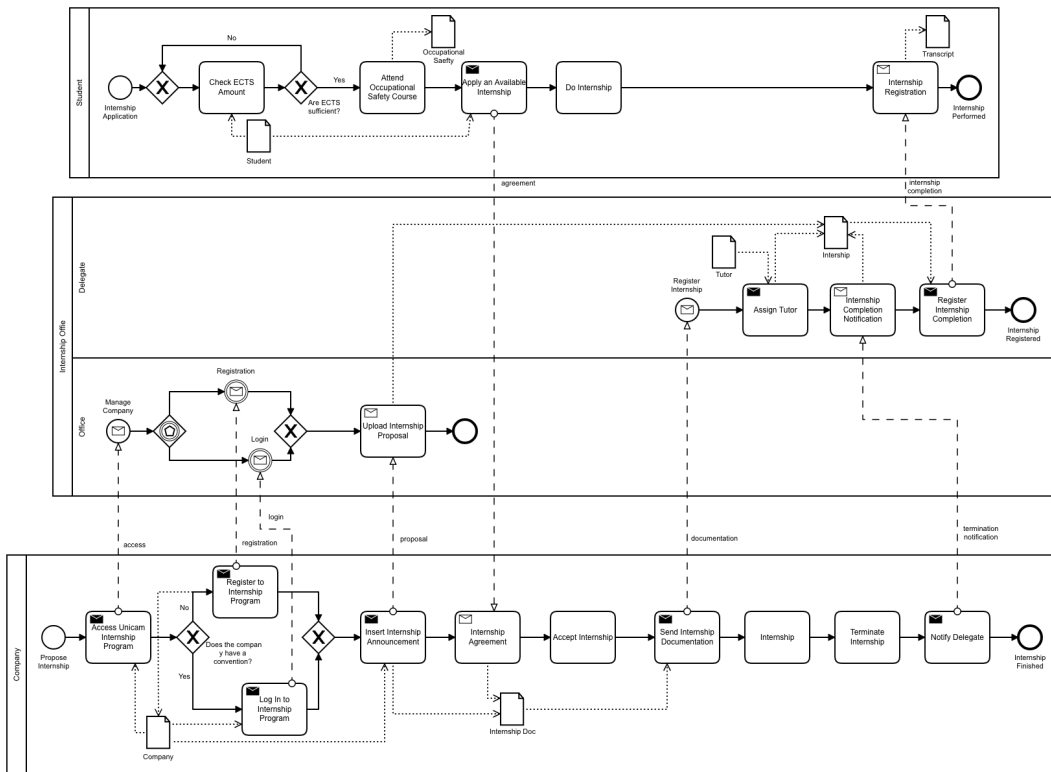 Student
No
Internship
Application
Check ECTS
Amount
Yes
Are ECTS
sufficient?
Student
Attend
Occupational
Safety Course
Occupational
Saefty
Apply an Available
Internship
Do Internship
Internship
Registration
Transcript
Internship
Performed
agreement
internship
completion
Internship Offie
Delegate
Register
Internship
Tutor
Assign Tutor
Intership
Internship
Completion
Notification
Register
Internship
Completion
Internship
Registered
Office
Manage
Company
Registration
Login
Upload Internship
Proposal
access
registration
login
proposal
documentation
termination
notification
Company
Propose
Internship
Access Unicam
Internship
Program
No
Yes
Does the compan
y have a
convention?
Register to
Internship
Program
Log In to
Internship
Program
Company
Insert Internship
Announcement
Internship
Agreement
Internship Doc
Accept Internship
Send Internship
Documentation
Internship
Terminate
Internship
Notify Delegate
Internship
Finished